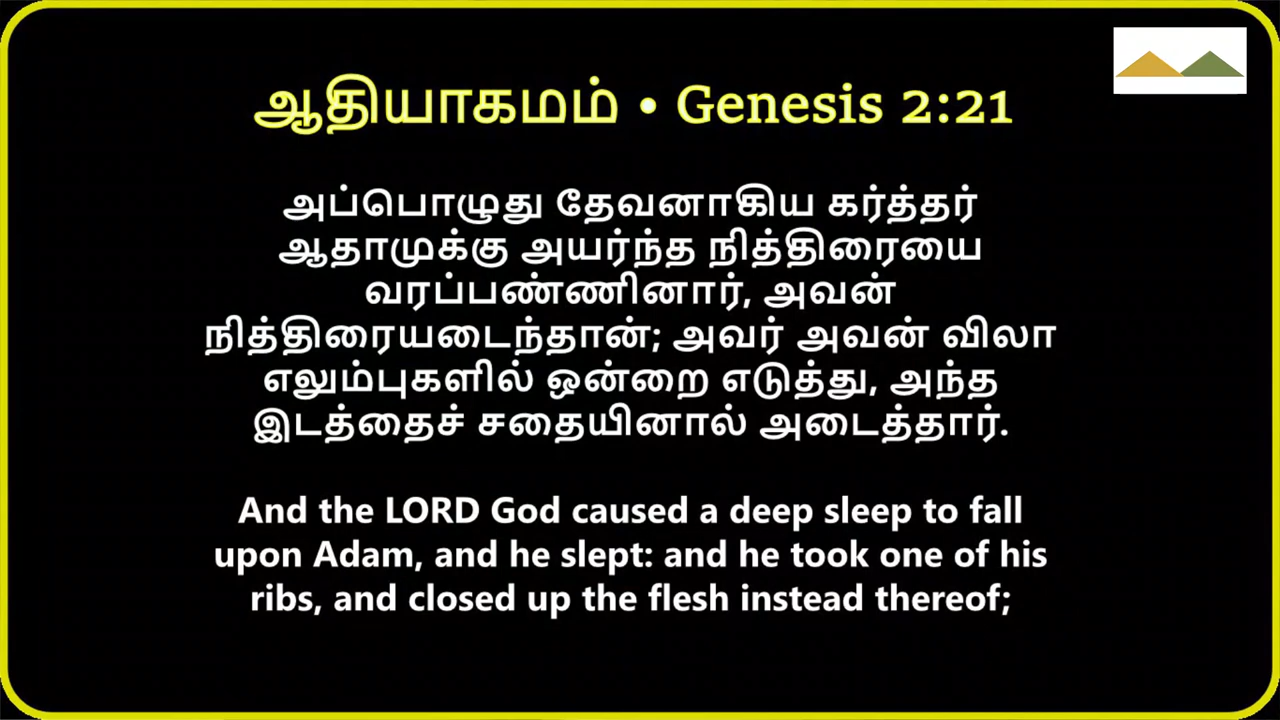 ஆதியாகமம் • Genesis 2:21
அப்பொழுது தேவனாகிய கர்த்தர்
ஆதாமுக்கு அயர்ந்த நித்திரையை
வரப்பண்ணினார், அவன்
நித்திரையடைந்தான்; அவர் அவன் விலா
எலும்புகளில் ஒன்றை எடுத்து, அந்த
இடத்தைச் சதையினால் அடைத்தார்.
And the LORD God caused a deep sleep to fall
upon Adam, and he slept: and he took one of his
ribs, and closed up the flesh instead thereof;